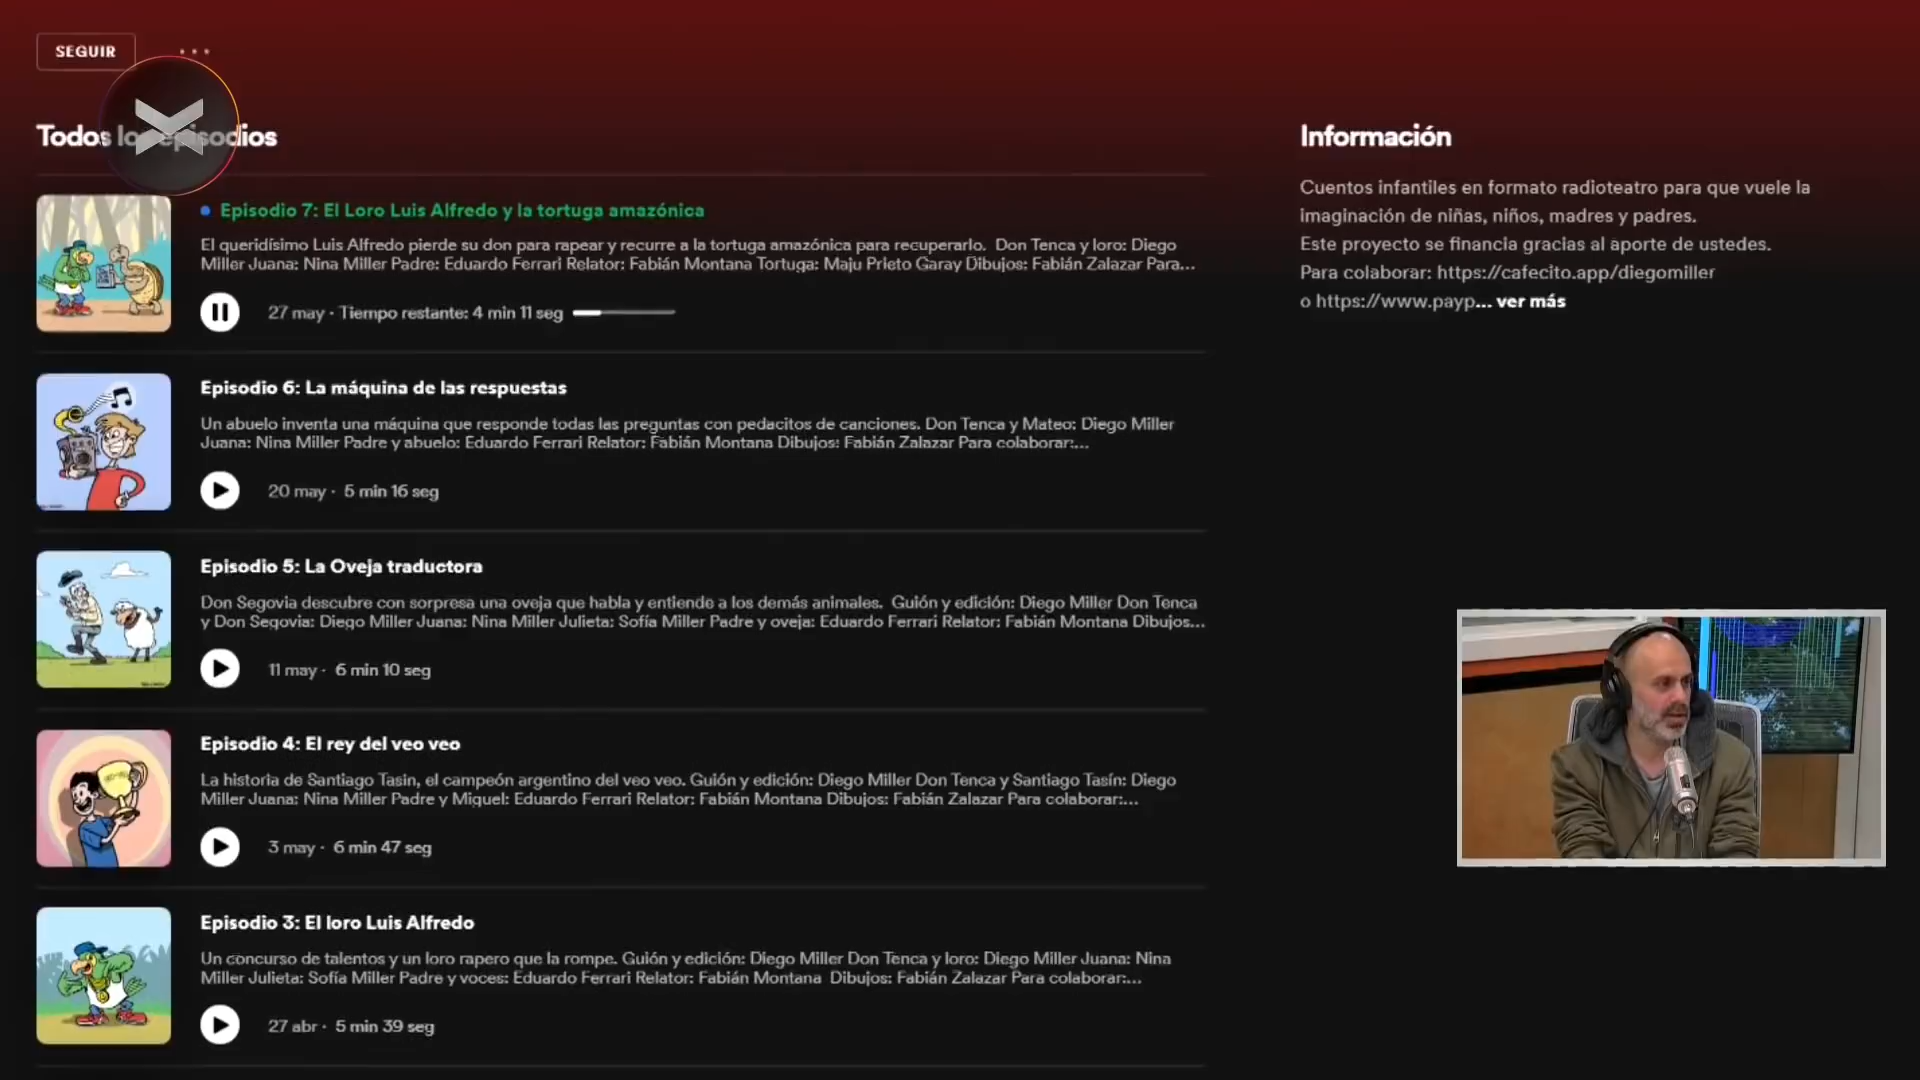 SEGUIR
Todos los episodios
Episodio 7: El Loro Luis Alfredo y la tortuga amazónica
El queridísimo Luis Alfredo pierde su don para rapear y recurre a la tortuga amazónica para recuperarlo. Don Tenca y loro: Diego
Miller Juana: Nina Miller Padre: Eduardo Ferrari Relator: Fabián Montana Tortuga: Maju Prieto Garay Dibujos: Fabián Zalazar Para...
27 may · Tiempo restante: 4 min 11 seg
Episodio 6: La máquina de las respuestas
Un abuelo inventa una máquina que responde todas las preguntas con pedacitos de canciones. Don Tenca y Mateo: Diego Miller
Juana: Nina Miller Padre y abuelo: Eduardo Ferrari Relator: Fabián Montana Dibujos: Fabián Zalazar Para colaborar:...
20 may · 5 min 16 seg
Episodio 5: La Oveja traductora
Don Segovia descubre con sorpresa una oveja que habla y entiende a los demás animales. Guión y edición: Diego Miller Don Tenca
y Don Segovia: Diego Miller Juana: Nina Miller Julieta: Sofía Miller Padre y oveja: Eduardo Ferrari Relator: Fabián Montana Dibujos...
11 may · 6 min 10 seg
Episodio 4: El rey del veo veo
La historia de Santiago Tasin, el campeón argentino del veo veo. Guión y edición: Diego Miller Don Tenca y Santiago Tasín: Diego
Miller Juana: Nina Miller Padre y Miguel: Eduardo Ferrari Relator: Fabián Montana Dibujos: Fabián Zalazar Para colaborar:...
3 may · 6 min 47 seg
Episodio 3: El loro Luis Alfredo
Un concurso de talentos y un loro rapero que la rompe. Guión y edición: Diego Miller Don Tenca y loro: Diego Miller Juana: Nina
Miller Julieta: Sofía Miller Padre y voces: Eduardo Ferrari Relator: Fabián Montana Dibujos: Fabián Zalazar Para colaborar:...
27 abr · 5 min 39 seg
Información
Cuentos infantiles en formato radioteatro para que vuele la
imaginación de niñas, niños, madres y padres.
Este proyecto se financia gracias al aporte de ustedes.
Para colaborar: https://cafecito.app/diegomiller
o https://www.payp... ver más